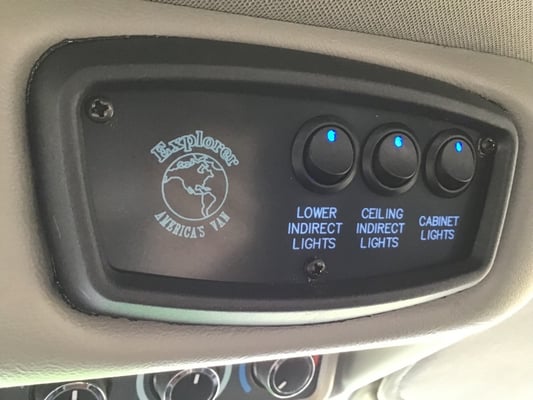 Explorer
AMERICA'S VAN
LOWER
INDIRECT
LIGHTS
CEILING
INDIRECT
LIGHTS
CABINET
LIGHTS